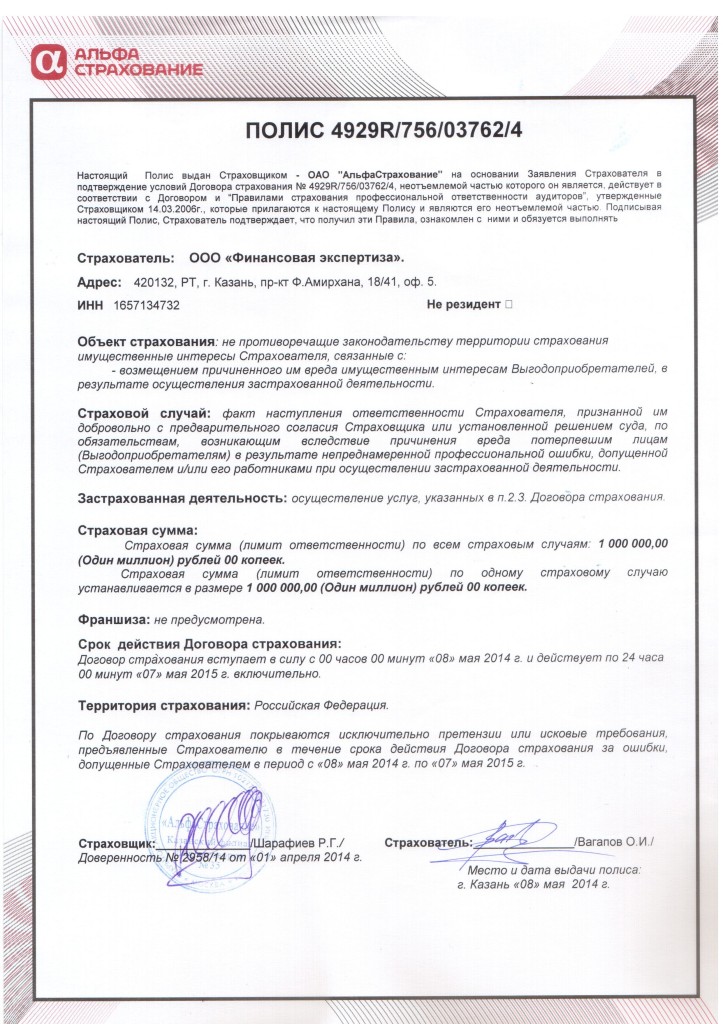 АЛЬФА
СТРАХОВАНИЕ
ПОЛИС 4929R/756/03762/4
Настоящий Полис выдан Страховщиком - ОАО "АльфаСтрахование" на основании Заявления Страхователя в
подтверждение условий Договора страхования № 4929R/756/03762/4, неотъемлемой частью которого он является, действует в
соответствии с Договором и "Правилами страхования профессиональной ответственности аудиторов", утвержденные
Страховщиком 14.03.2006г., которые прилагаются к настоящему Полису и являются его неотъемлемой частью. Подписывая
настоящий Полис, Страхователь подтверждает, что получил эти Правила, ознакомлен с ними и обязуется выполнять
Страхователь: ООО «Финансовая экспертиза».
Адрес: 420132, РТ, г. Казань, пр-кт Ф.Амирхана, 18/41, оф. 5.
ИНН 1657134732 Не резидент □
Объект страхования: не противоречащие законодательству территории страхования
имущественные интересы Страхователя, связанные с:
- возмещением причиненного им вреда имущественным интересам Выгодоприобретателей, в
результате осуществления застрахованной деятельности.
Страховой случай: факт наступления ответственности Страхователя, признанной им
добровольно с предварительного согласия Страховщика или установленной решением суда, по
обязательствам, возникающим вследствие причинения вреда потерпевшим лицам
(Выгодоприобретателям) в результате непреднамеренной профессиональной ошибки, допущенной
Страхователем и/или его работниками при осуществлении застрахованной деятельности.
Застрахованная деятельность: осуществление услуг, указанных в п.2.3. Договора страхования.
Страховая сумма:
Страховая сумма (лимит ответственности) по всем страховым случаям: 1 000 000,00
(Один миллион) рублей 00 копеек.
Страховая сумма (лимит ответственности) по одному страховому случаю
устанавливается в размере 1 000 000,00 (Один миллион) рублей 00 копеек.
Франшиза: не предусмотрена.
Срок действия Договора страхования:
Договор страхования вступает в силу с 00 часов 00 минут «08» мая 2014 г. и действует по 24 часа
00 минут «07» мая 2015 г. включительно.
Территория страхования: Российская Федерация.
По Договору страхования покрываются исключительно претензии или исковые требования,
предъявленные Страхователю в течение срока действия Договора страхования за ошибки,
допущенные Страхователем в период с «08» мая 2014 г. по «07» мая 2015 г.
Страховщик: /Шарафиев Р.Г./
Доверенность № 2958/14 от «01» апреля 2014 г.
Страхователь: /Вагапов О.И./
Место и дата выдачи полиса:
г. Казань «08» мая 2014 г.